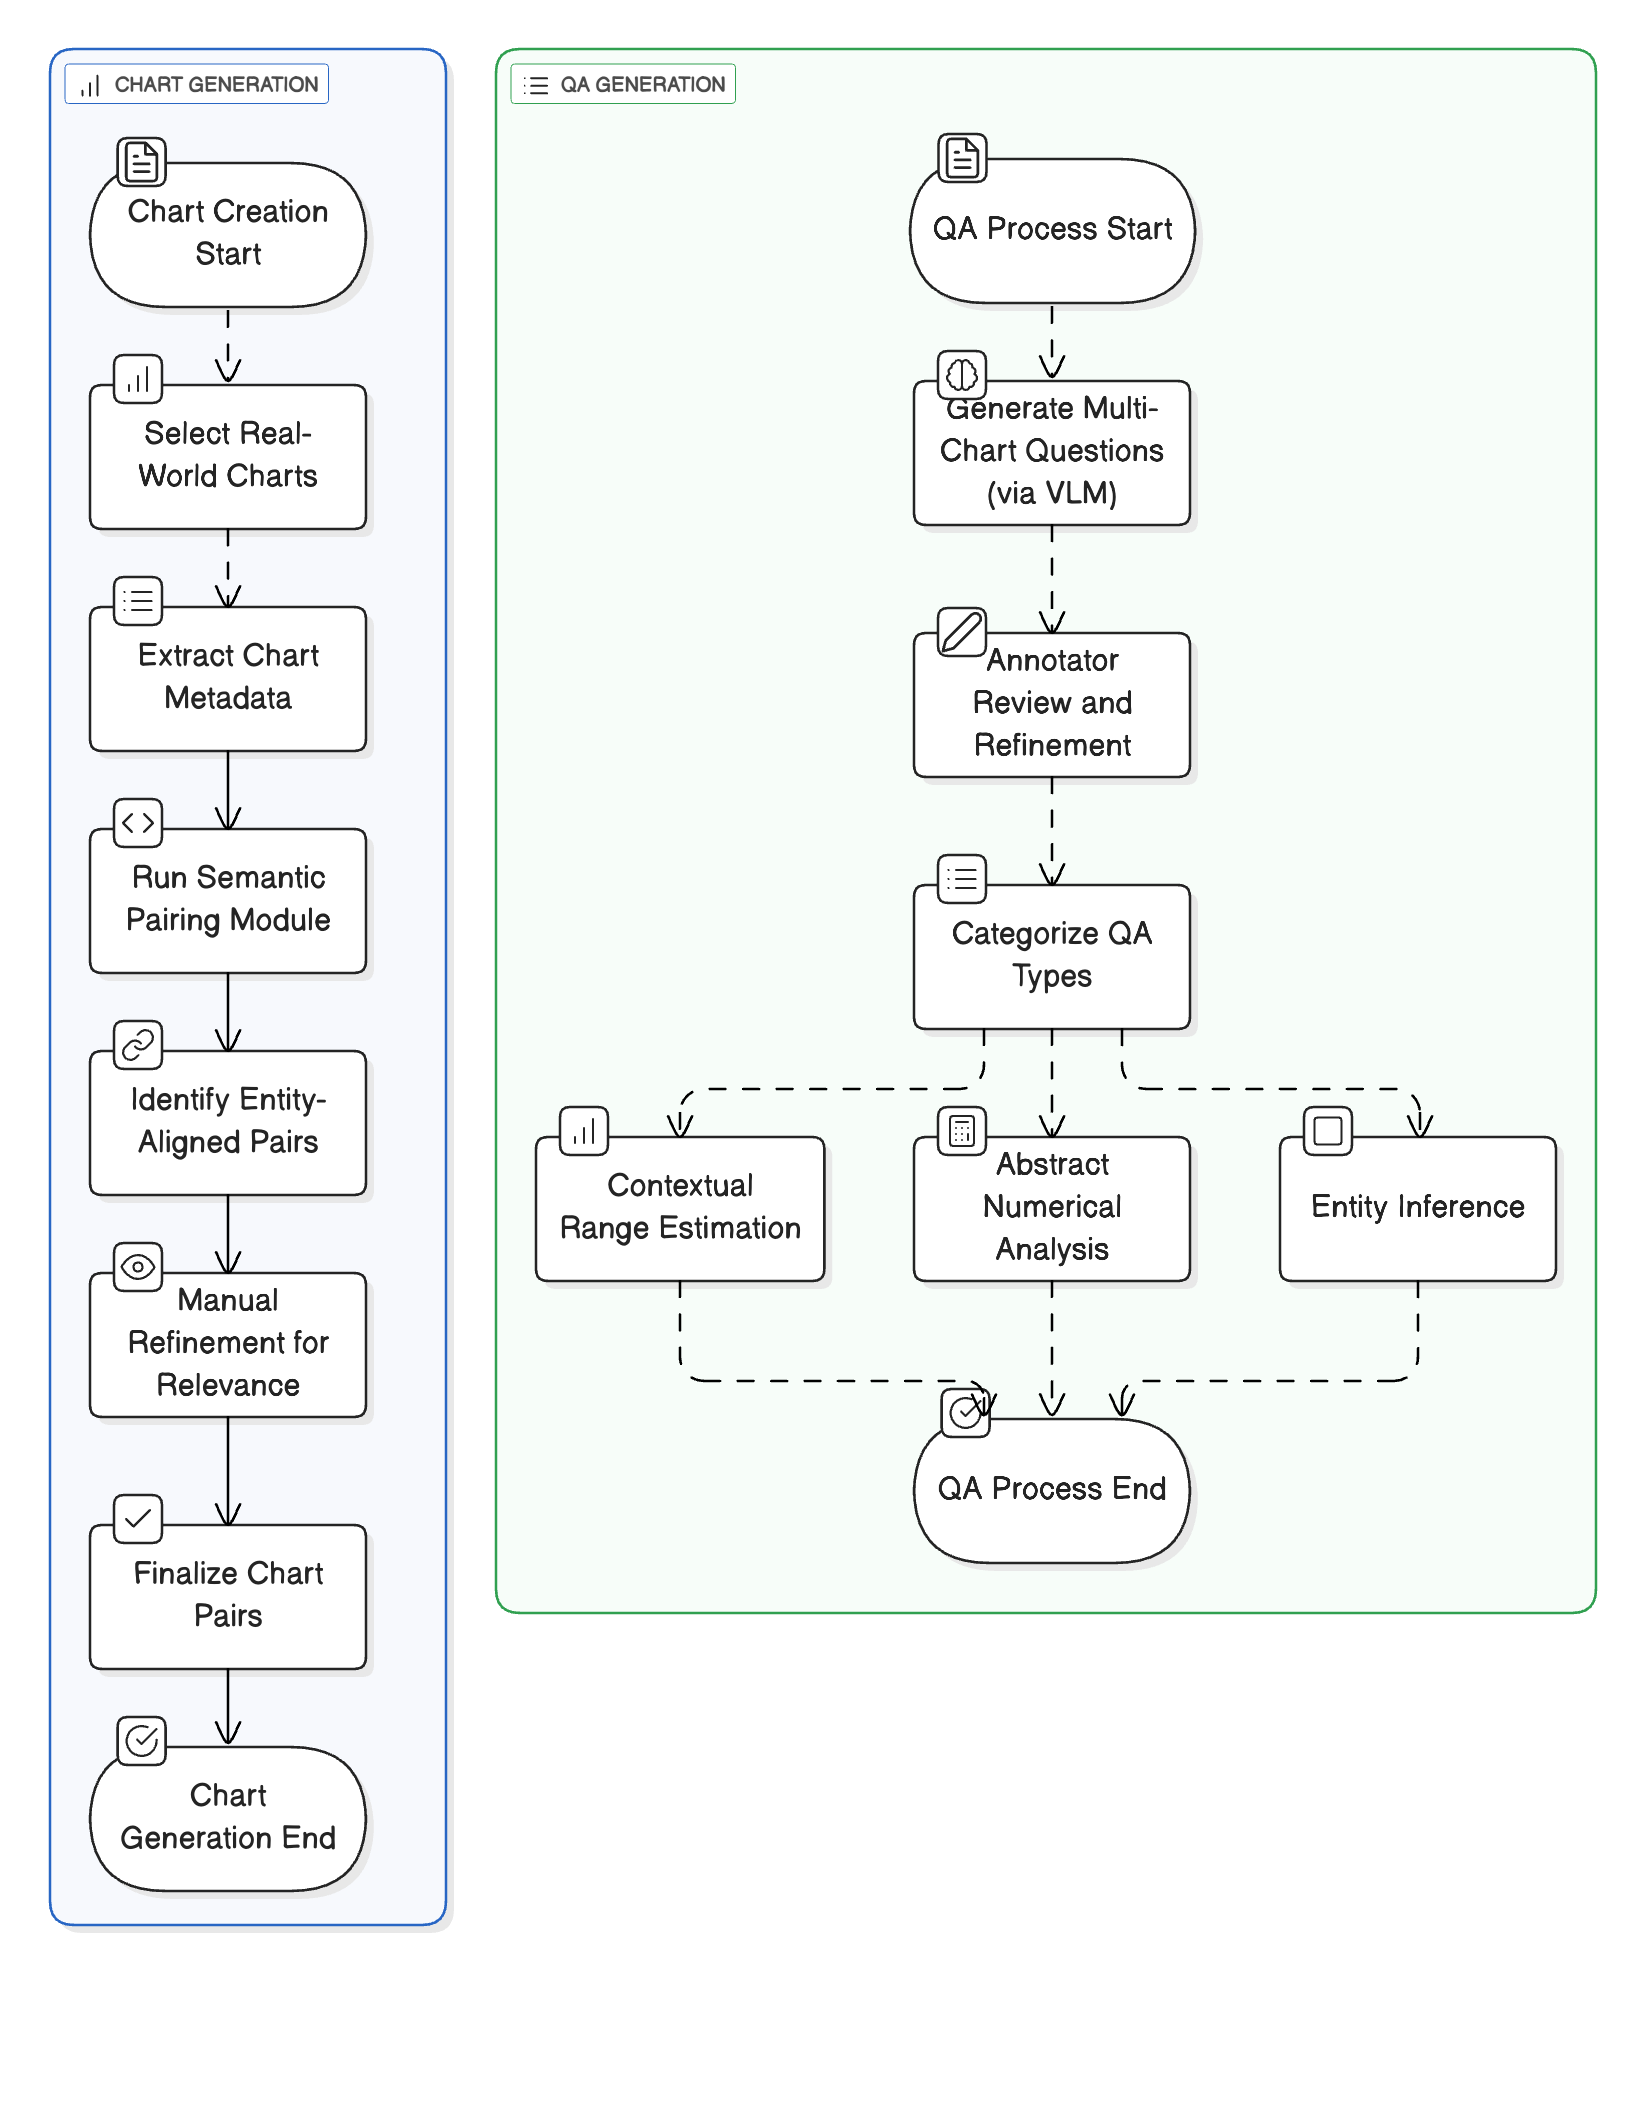 CHART GENERATION
Chart Creation
Start
Select Real-
World Charts
Extract Chart
Metadata
Run Semantic
Pairing Module
Identify Entity-
Aligned Pairs
Manual
Refinement for
Relevance
Finalize Chart
Pairs
Chart
Generation End
QA GENERATION
QA Process Start
Generate Multi-
Chart Questions
(via VLM)
Annotator
Review and
Refinement
Categorize QA
Types
Contextual
Range Estimation
Abstract
Numerical
Analysis
Entity Inference
QA Process End